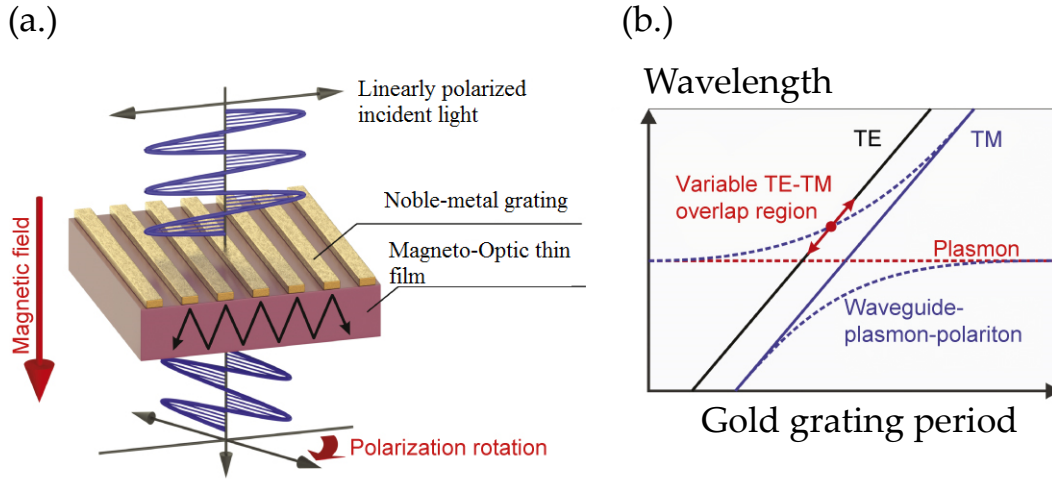 (a.)
Linearly polarized
incident light
Noble-metal grating
Magneto-Optic thin
film
Magnetic field
Polarization rotation
(b.)
Wavelength
TE
TM
Variable TE-TM
overlap region
Plasmon
Waveguide-
plasmon-polariton
Gold grating period